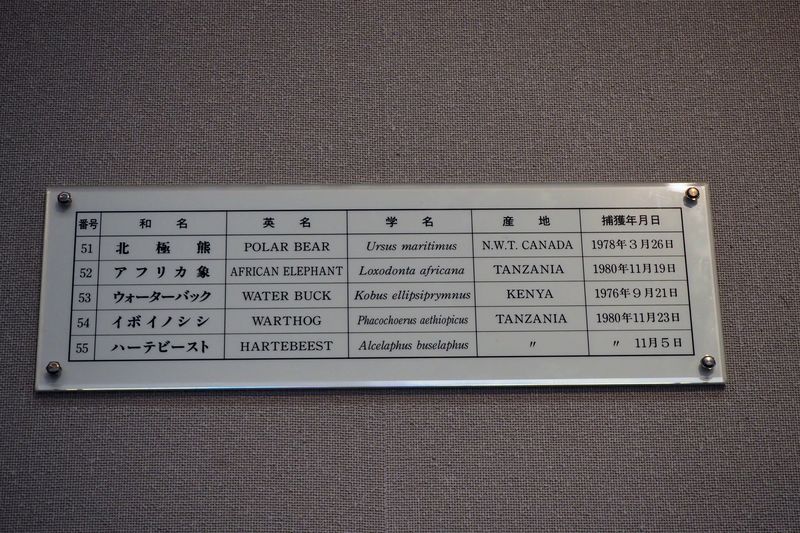 番号 和名 英名 学名 産地 捕獲年月日
51 北極熊 POLAR BEAR Ursus maritimus N.W.T. CANADA 1978年3月26日
52 アフリカ象 AFRICAN ELEPHANT Loxodonta africana TANZANIA 1980年11月19日
53 ウォーターバック WATER BUCK Kobus ellipsiprymnus KENYA 1976年9月21日
54 イボイノシシ WARTHOG Phacochoerus aethiopicus TANZANIA 1980年11月23日
55 ハーテビースト HARTEBEEST Alcelaphus buselaphus 〃 〃 11月5日